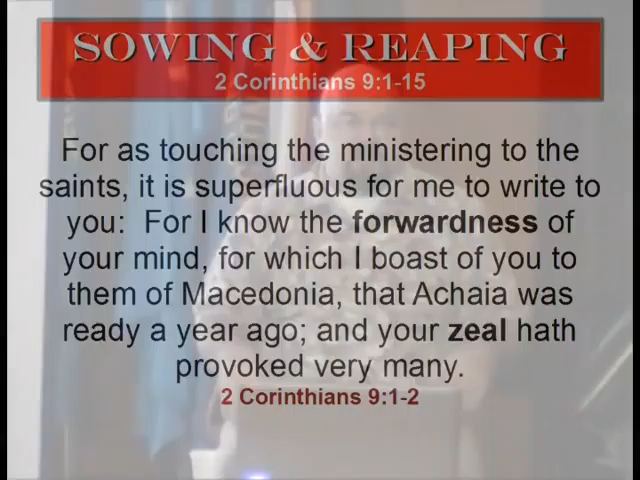 SOWING & REAPING
2 Corinthians 9:1-15
For as touching the ministering to the
saints, it is superfluous for me to write to
you:  For I know the forwardness of
your mind, for which I boast of you to
them of Macedonia, that Achaia was
ready a year ago; and your zeal hath
provoked very many.
2 Corinthians 9:1-2